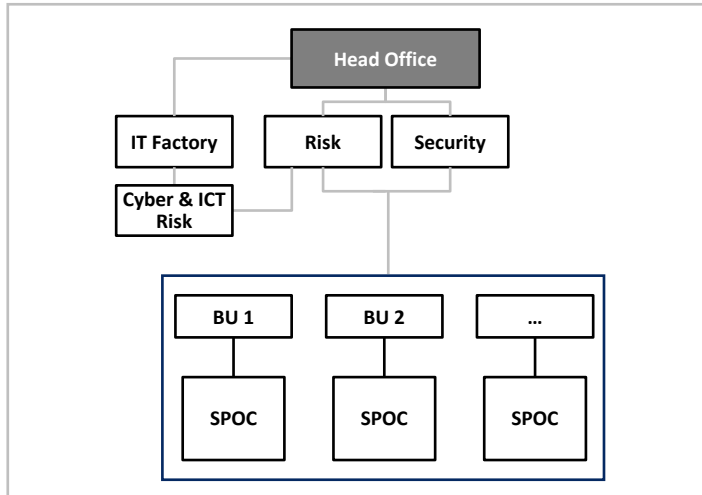 Head Office
IT Factory
Risk
Security
Cyber & ICT
Risk
BU 1
BU 2
...
SPOC
SPOC
SPOC